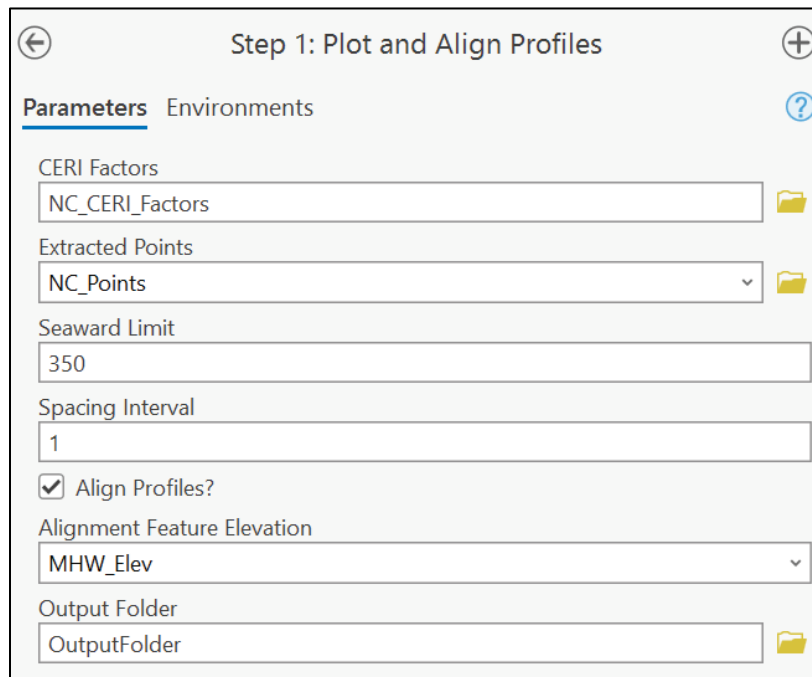 Step 1: Plot and Align Profiles
Parameters Environments
CERI Factors
NC_CERI_Factors
Extracted Points
NC_Points
Seaward Limit
350
Spacing Interval
1
Align Profiles?
Alignment Feature Elevation
MHW_Elev
Output Folder
OutputFolder